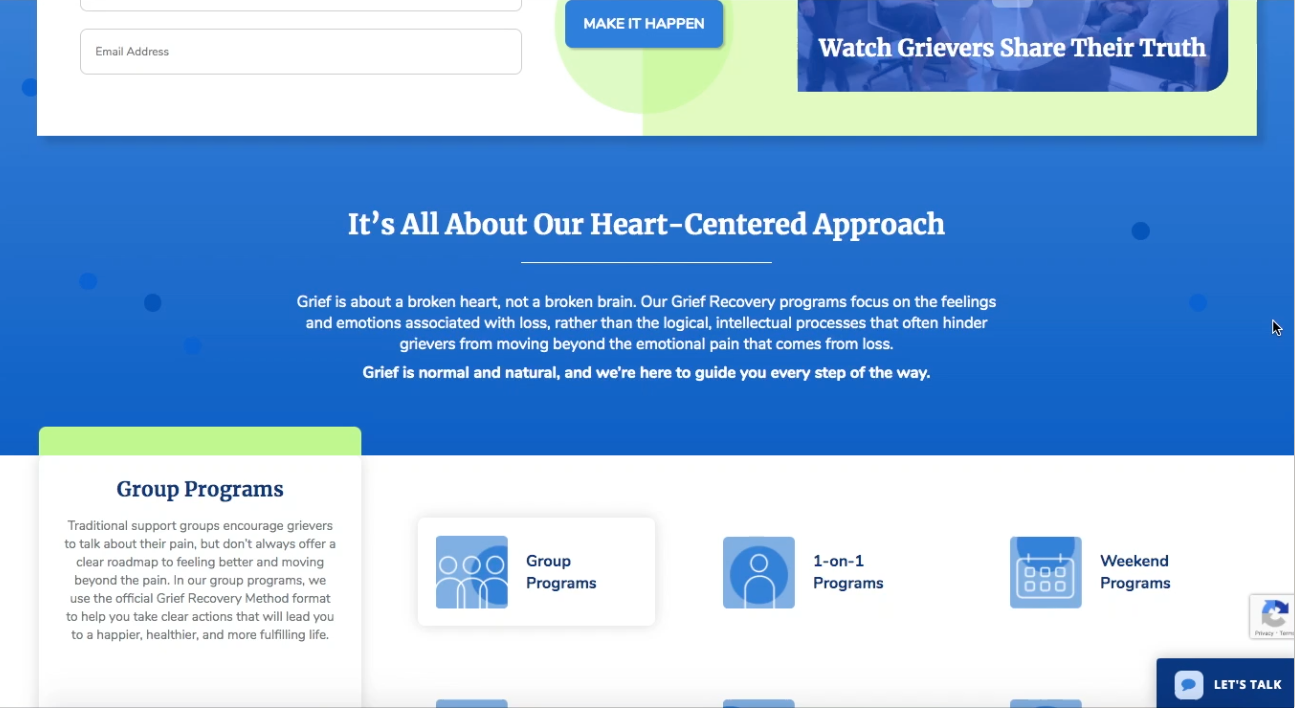 MAKE IT HAPPEN
Email Address
Watch Grievers Share Their Truth
It’s All About Our Heart-Centered Approach
Grief is about a broken heart, not a broken brain. Our Grief Recovery programs focus on the feelings
and emotions associated with loss, rather than the logical, intellectual processes that often hinder
grievers from moving beyond the emotional pain that comes from loss.
Grief is normal and natural, and we’re here to guide you every step of the way.
Group Programs
Traditional support groups encourage grievers
to talk about their pain, but don’t always offer a
clear roadmap to feeling better and moving
beyond the pain. In our group programs, we
use the official Grief Recovery Method format
to help you take clear actions that will lead you
to a happier, healthier, and more fulfilling life.
Group
Programs
1-on-1
Programs
Weekend
Programs
Privacy - Terms
LET'S TALK